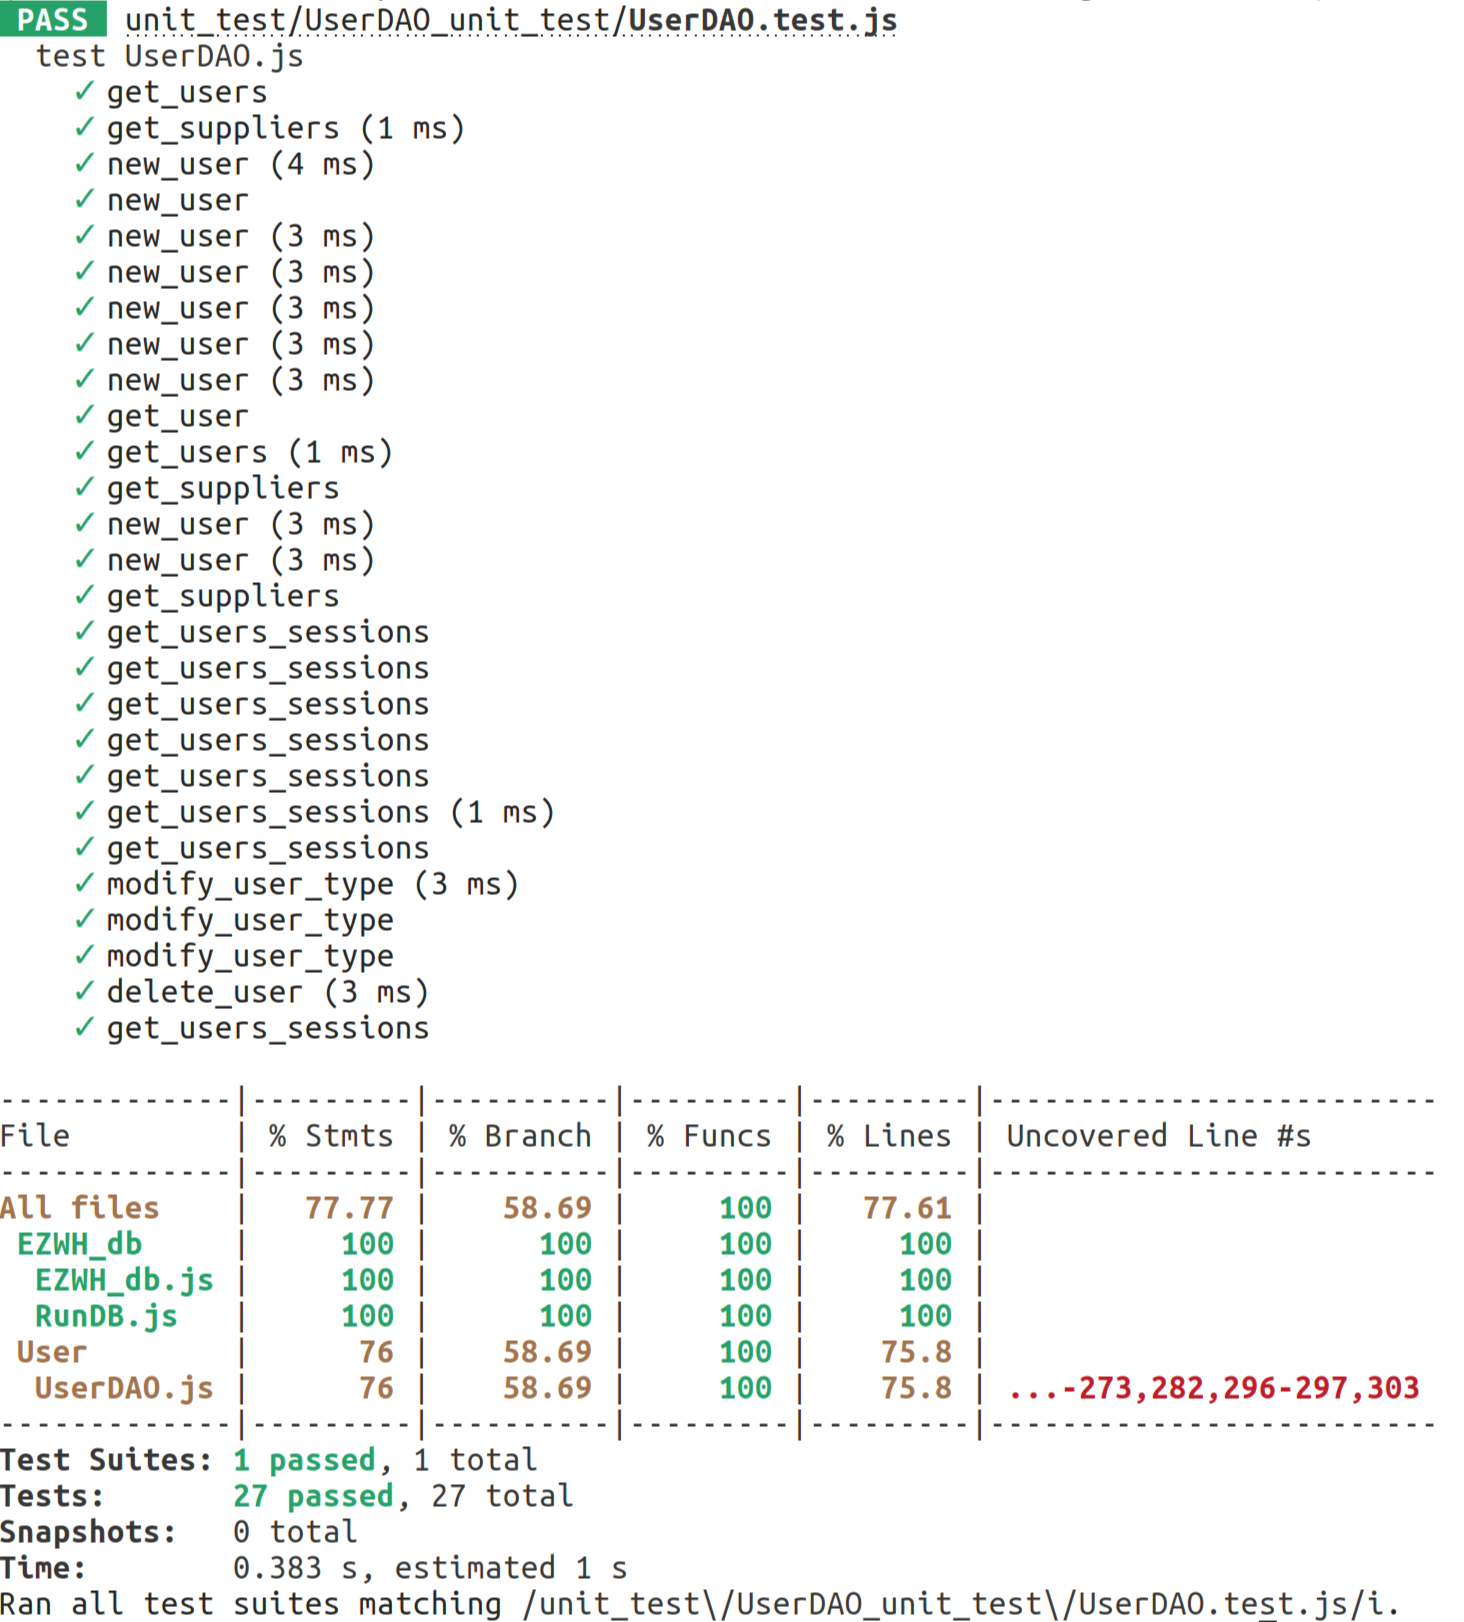 PASS unit_test/UserDAO_unit_test/UserDAO.test.js
test UserDAO.js
✓ get_users
✓ get_suppliers (1 ms)
✓ new_user (4 ms)
✓ new_user
✓ new_user (3 ms)
✓ new_user (3 ms)
✓ new_user (3 ms)
✓ new_user (3 ms)
✓ new_user (3 ms)
✓ get_user
✓ get_users (1 ms)
✓ get_suppliers
✓ new_user (3 ms)
✓ new_user (3 ms)
✓ get_suppliers
✓ get_users_sessions
✓ get_users_sessions
✓ get_users_sessions
✓ get_users_sessions
✓ get_users_sessions
✓ get_users_sessions (1 ms)
✓ get_users_sessions
✓ modify_user_type (3 ms)
✓ modify_user_type
✓ modify_user_type
✓ delete_user (3 ms)
✓ get_users_sessions
-------------|---------|----------|---------|---------|-------------------------
File | % Stmts | % Branch | % Funcs | % Lines | Uncovered Line #s
-------------|---------|----------|---------|---------|-------------------------
All files | 77.77 | 58.69 | 100 | 77.61 |
EZWH_db | 100 | 100 | 100 | 100 |
EZWH_db.js | 100 | 100 | 100 | 100 |
RunDB.js | 100 | 100 | 100 | 100 |
User | 76 | 58.69 | 100 | 75.8 |
UserDAO.js | 76 | 58.69 | 100 | 75.8 | ...-273,282,296-297,303
-------------|---------|----------|---------|---------|-------------------------
Test Suites: 1 passed, 1 total
Tests: 27 passed, 27 total
Snapshots: 0 total
Time: 0.383 s, estimated 1 s
Ran all test suites matching /unit_test\/UserDAO_unit_test\/UserDAO.test.js/i.